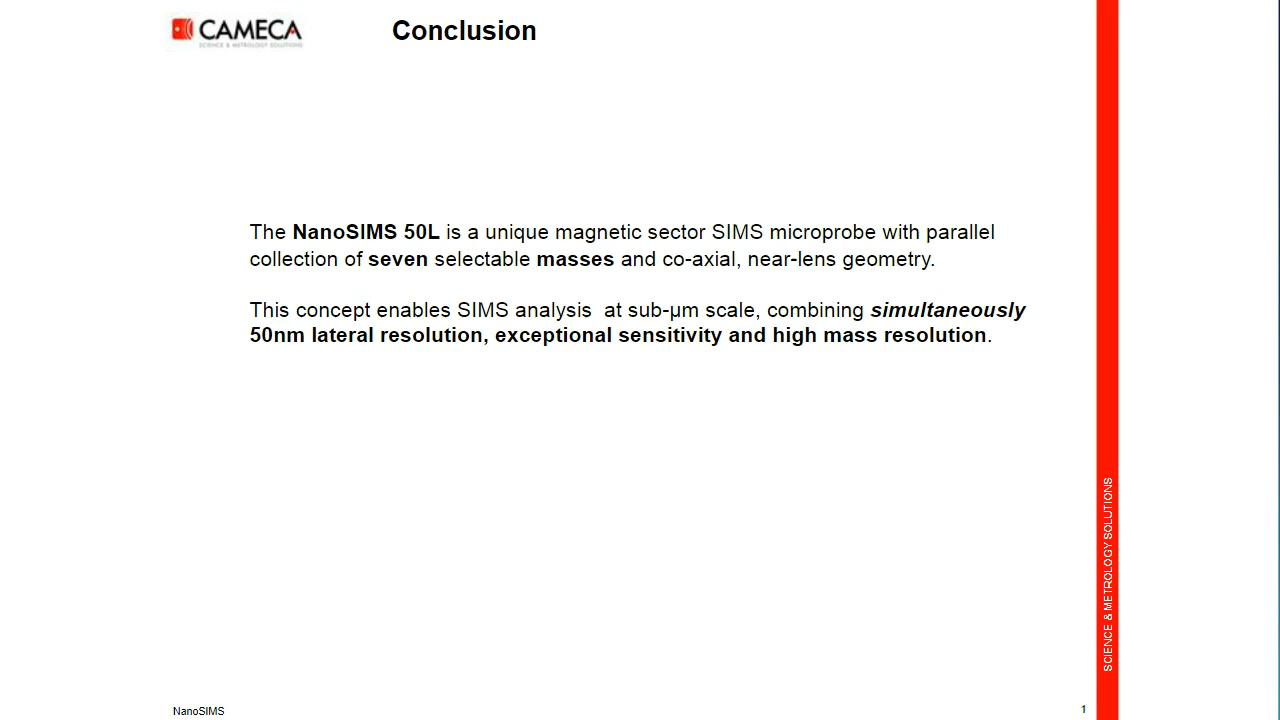 CAMECA
SCIENCE & METROLOGY SOLUTIONS
Conclusion
The NanoSIMS 50L is a unique magnetic sector SIMS microprobe with parallel
collection of seven selectable masses and co-axial, near-lens geometry.
This concept enables SIMS analysis  at sub-µm scale, combining simultaneously
50nm lateral resolution, exceptional sensitivity and high mass resolution.
SCIENCE & METROLOGY SOLUTIONS
NanoSIMS
1